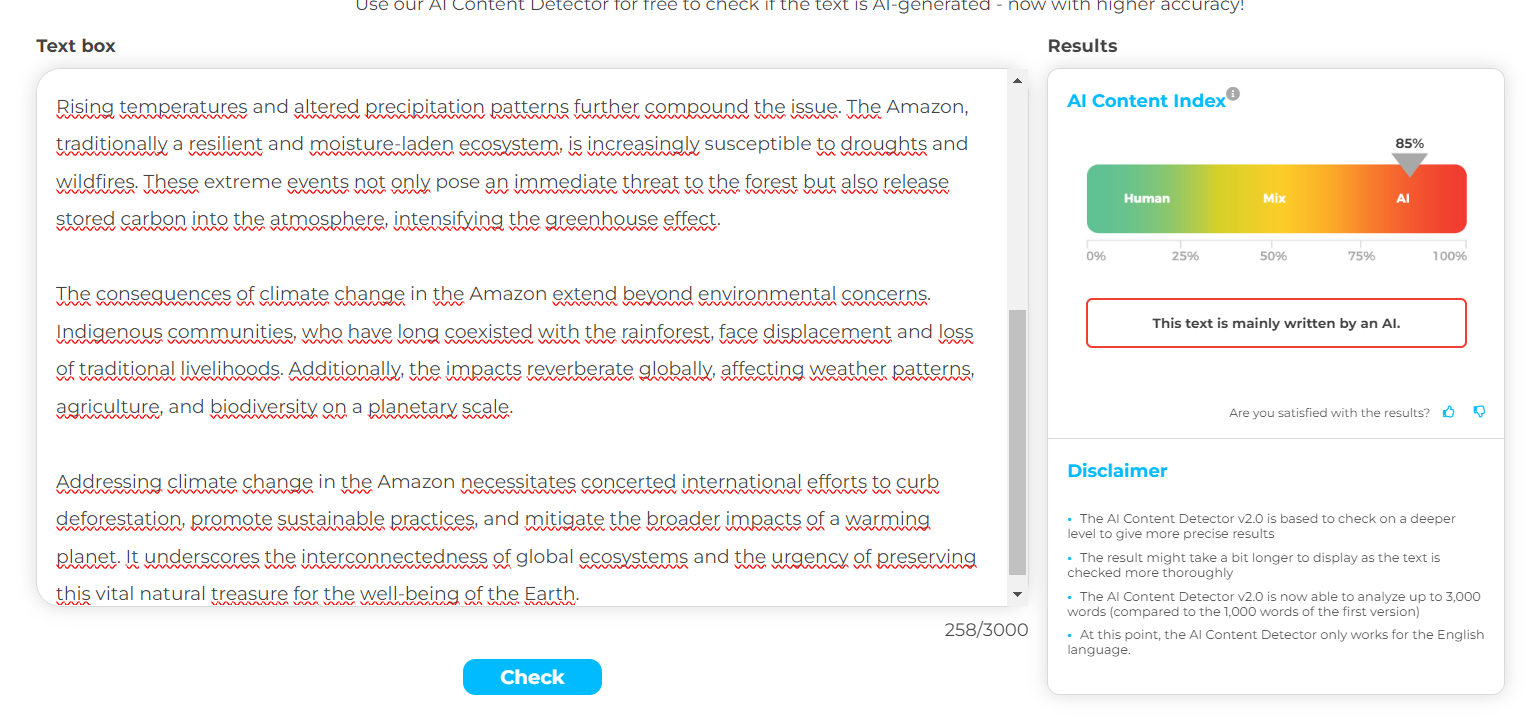 Use our AI Content Detector for free to check if the text is AI-generated - now with higher accuracy!
Text box
Rising temperatures and altered precipitation patterns further compound the issue. The Amazon,
traditionally a resilient and moisture-laden ecosystem, is increasingly susceptible to droughts and
wildfires. These extreme events not only pose an immediate threat to the forest but also release
stored carbon into the atmosphere, intensifying the greenhouse effect.
The consequences of climate change in the Amazon extend beyond environmental concerns.
Indigenous communities, who have long coexisted with the rainforest, face displacement and loss
of traditional livelihoods. Additionally, the impacts reverberate globally, affecting weather patterns,
agriculture, and biodiversity on a planetary scale.
Addressing climate change in the Amazon necessitates concerted international efforts to curb
deforestation, promote sustainable practices, and mitigate the broader impacts of a warming
planet. It underscores the interconnectedness of global ecosystems and the urgency of preserving
this vital natural treasure for the well-being of the Earth.
258/3000
Check
Results
AI Content Index
85%
Human Mix AI
0% 25% 50% 75% 100%
This text is mainly written by an AI.
Are you satisfied with the results?
Disclaimer
• The AI Content Detector v2.0 is based to check on a deeper
level to give more precise results
• The result might take a bit longer to display as the text is
checked more thoroughly
• The AI Content Detector v2.0 is now able to analyze up to 3,000
words (compared to the 1,000 words of the first version)
• At this point, the AI Content Detector only works for the English
language.